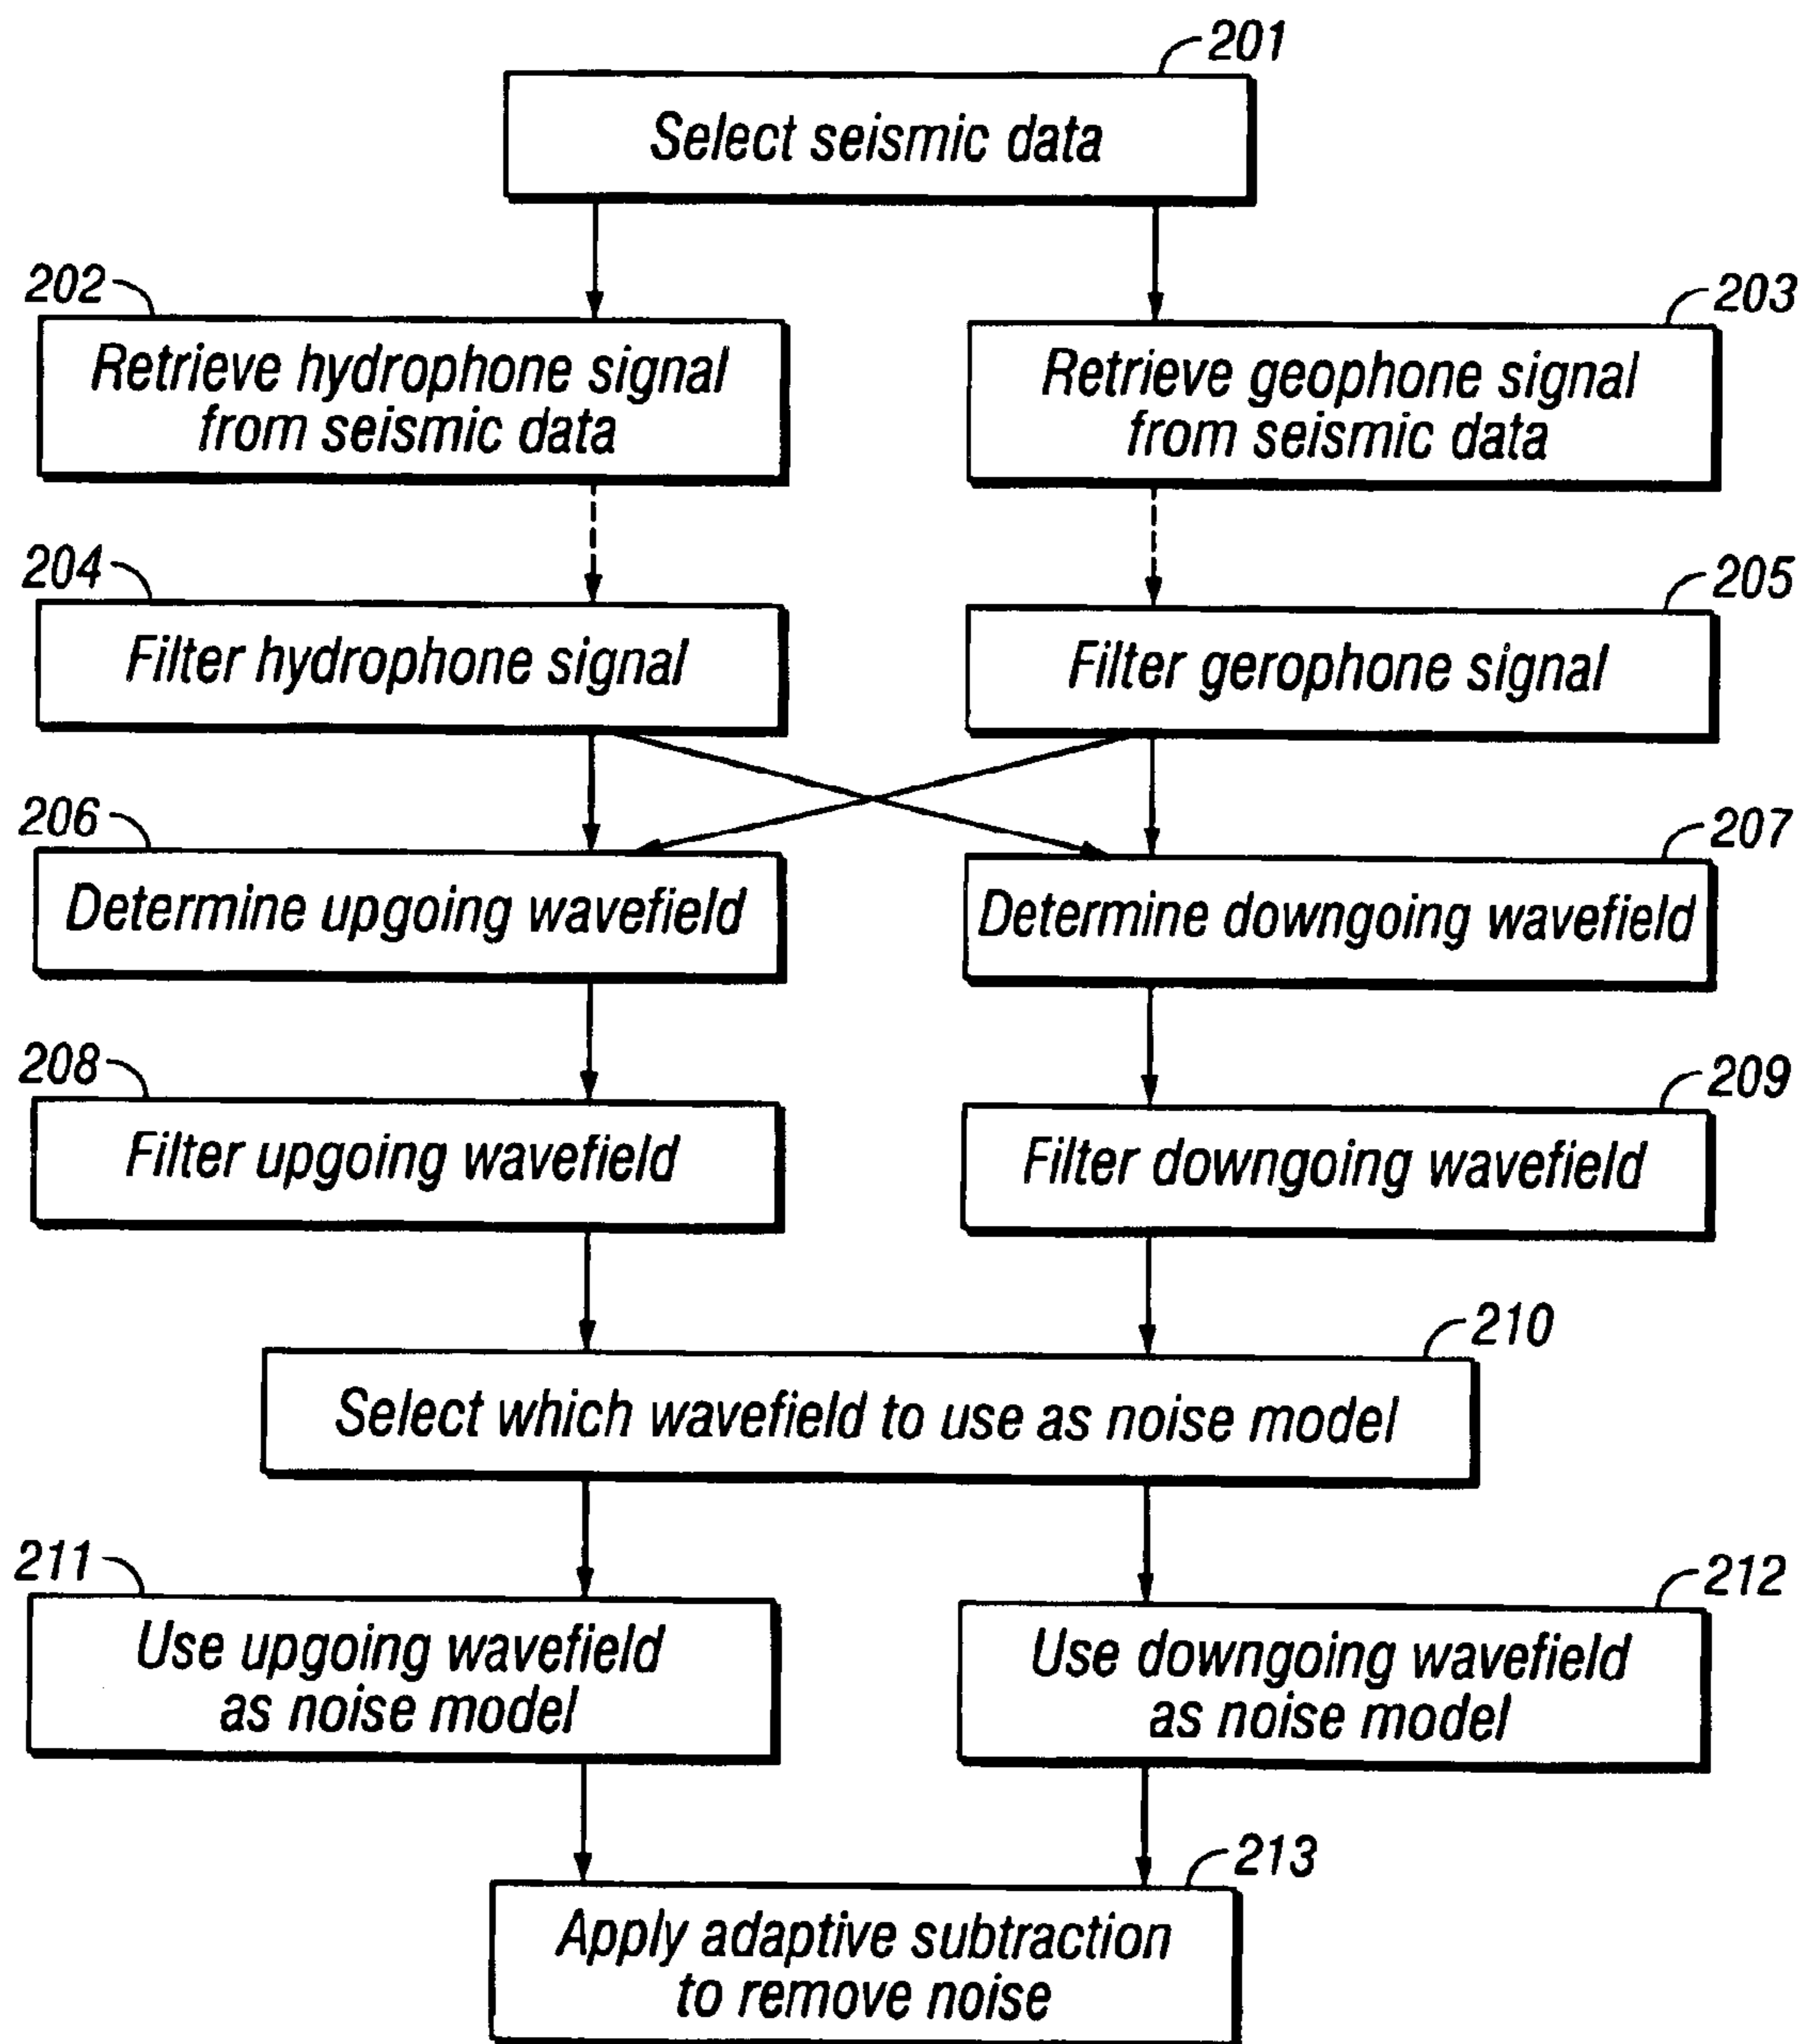 201
Select seismic data
202
203
Retrieve hydrophone signal
from seismic data
Retrieve geophone signal
from seismic data
204
205
Filter hydrophone signal
Filter gerophone signal
206
207
Determine upgoing wavefield
Determine downgoing wavefield
208
209
Filter upgoing wavefield
Filter downgoing wavefield
210
Select which wavefield to use as noise model
211
212
Use upgoing wavefield
as noise model
Use downgoing wavefield
as noise model
213
Apply adaptive subtraction
to remove noise